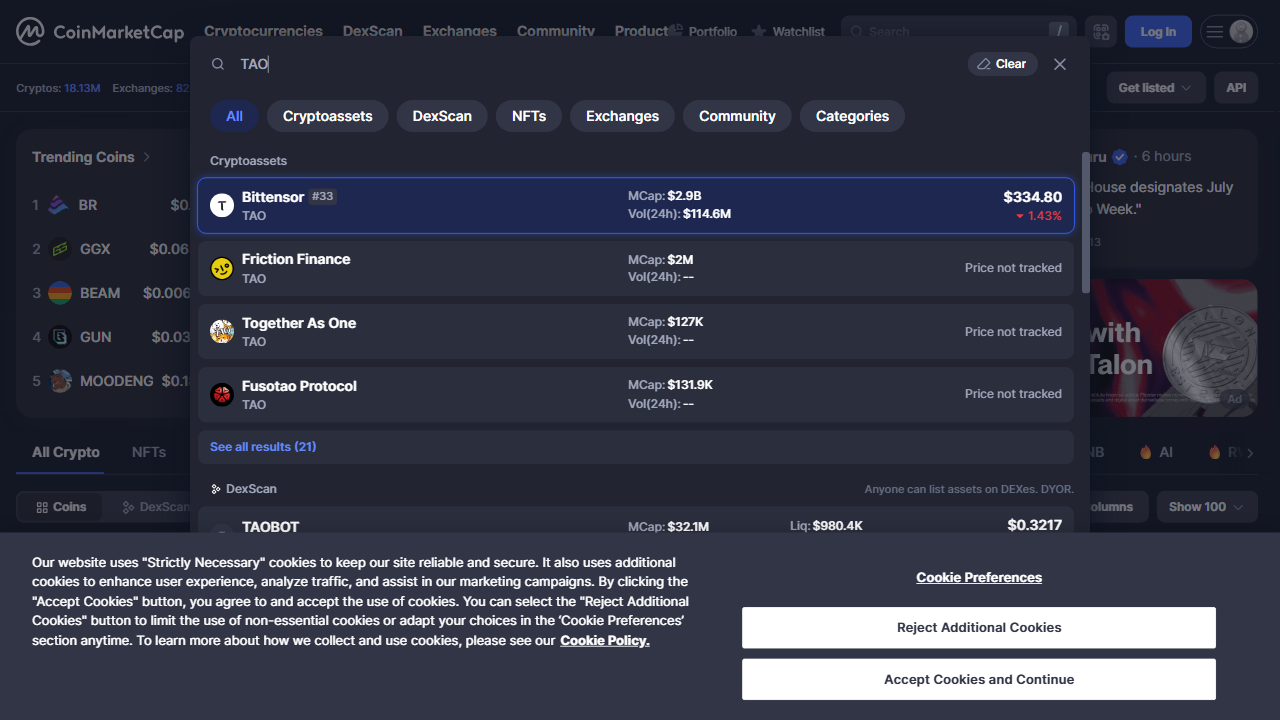 CoinMarketCap
Cryptocurrencies DexScan Exchanges Community Product Portfolio Watchlist Search / Log In
Cryptos: 18.13M Exchanges: 82
Get listed API
TAO Clear
All Cryptoassets DexScan NFTs Exchanges Community Categories
Trending Coins
1 BR $0.
2 GGX $0.06
3 BEAM $0.006
4 GUN $0.03
5 MOODENG $0.1
Cryptoassets
T Bittensor #33
TAO
MCap: $2.9B
Vol(24h): $114.6M
$334.80
1.43%
Friction Finance
TAO
MCap: $2M
Vol(24h): --
Price not tracked
Together As One
TAO
MCap: $127K
Vol(24h): --
Price not tracked
Fusotao Protocol
TAO
MCap: $131.9K
Vol(24h): --
Price not tracked
See all results (21)
DexScan Anyone can list assets on DEXes. DYOR.
TAOBOT MCap: $32.1M Liq: $980.4K $0.3217
ru · 6 hours
House designates July
Week."
13
with
Talon
Ad
All Crypto NFTs NB AI
Coins DexScan olumns Show 100
Our website uses "Strictly Necessary" cookies to keep our site reliable and secure. It also uses additional
cookies to enhance user experience, analyze traffic, and assist in our marketing campaigns. By clicking the
"Accept Cookies" button, you agree to and accept the use of cookies. You can select the "Reject Additional
Cookies" button to limit the use of non-essential cookies or adapt your choices in the ‘Cookie Preferences’
section anytime. To learn more about how we collect and use cookies, please see our Cookie Policy.
Cookie Preferences
Reject Additional Cookies
Accept Cookies and Continue